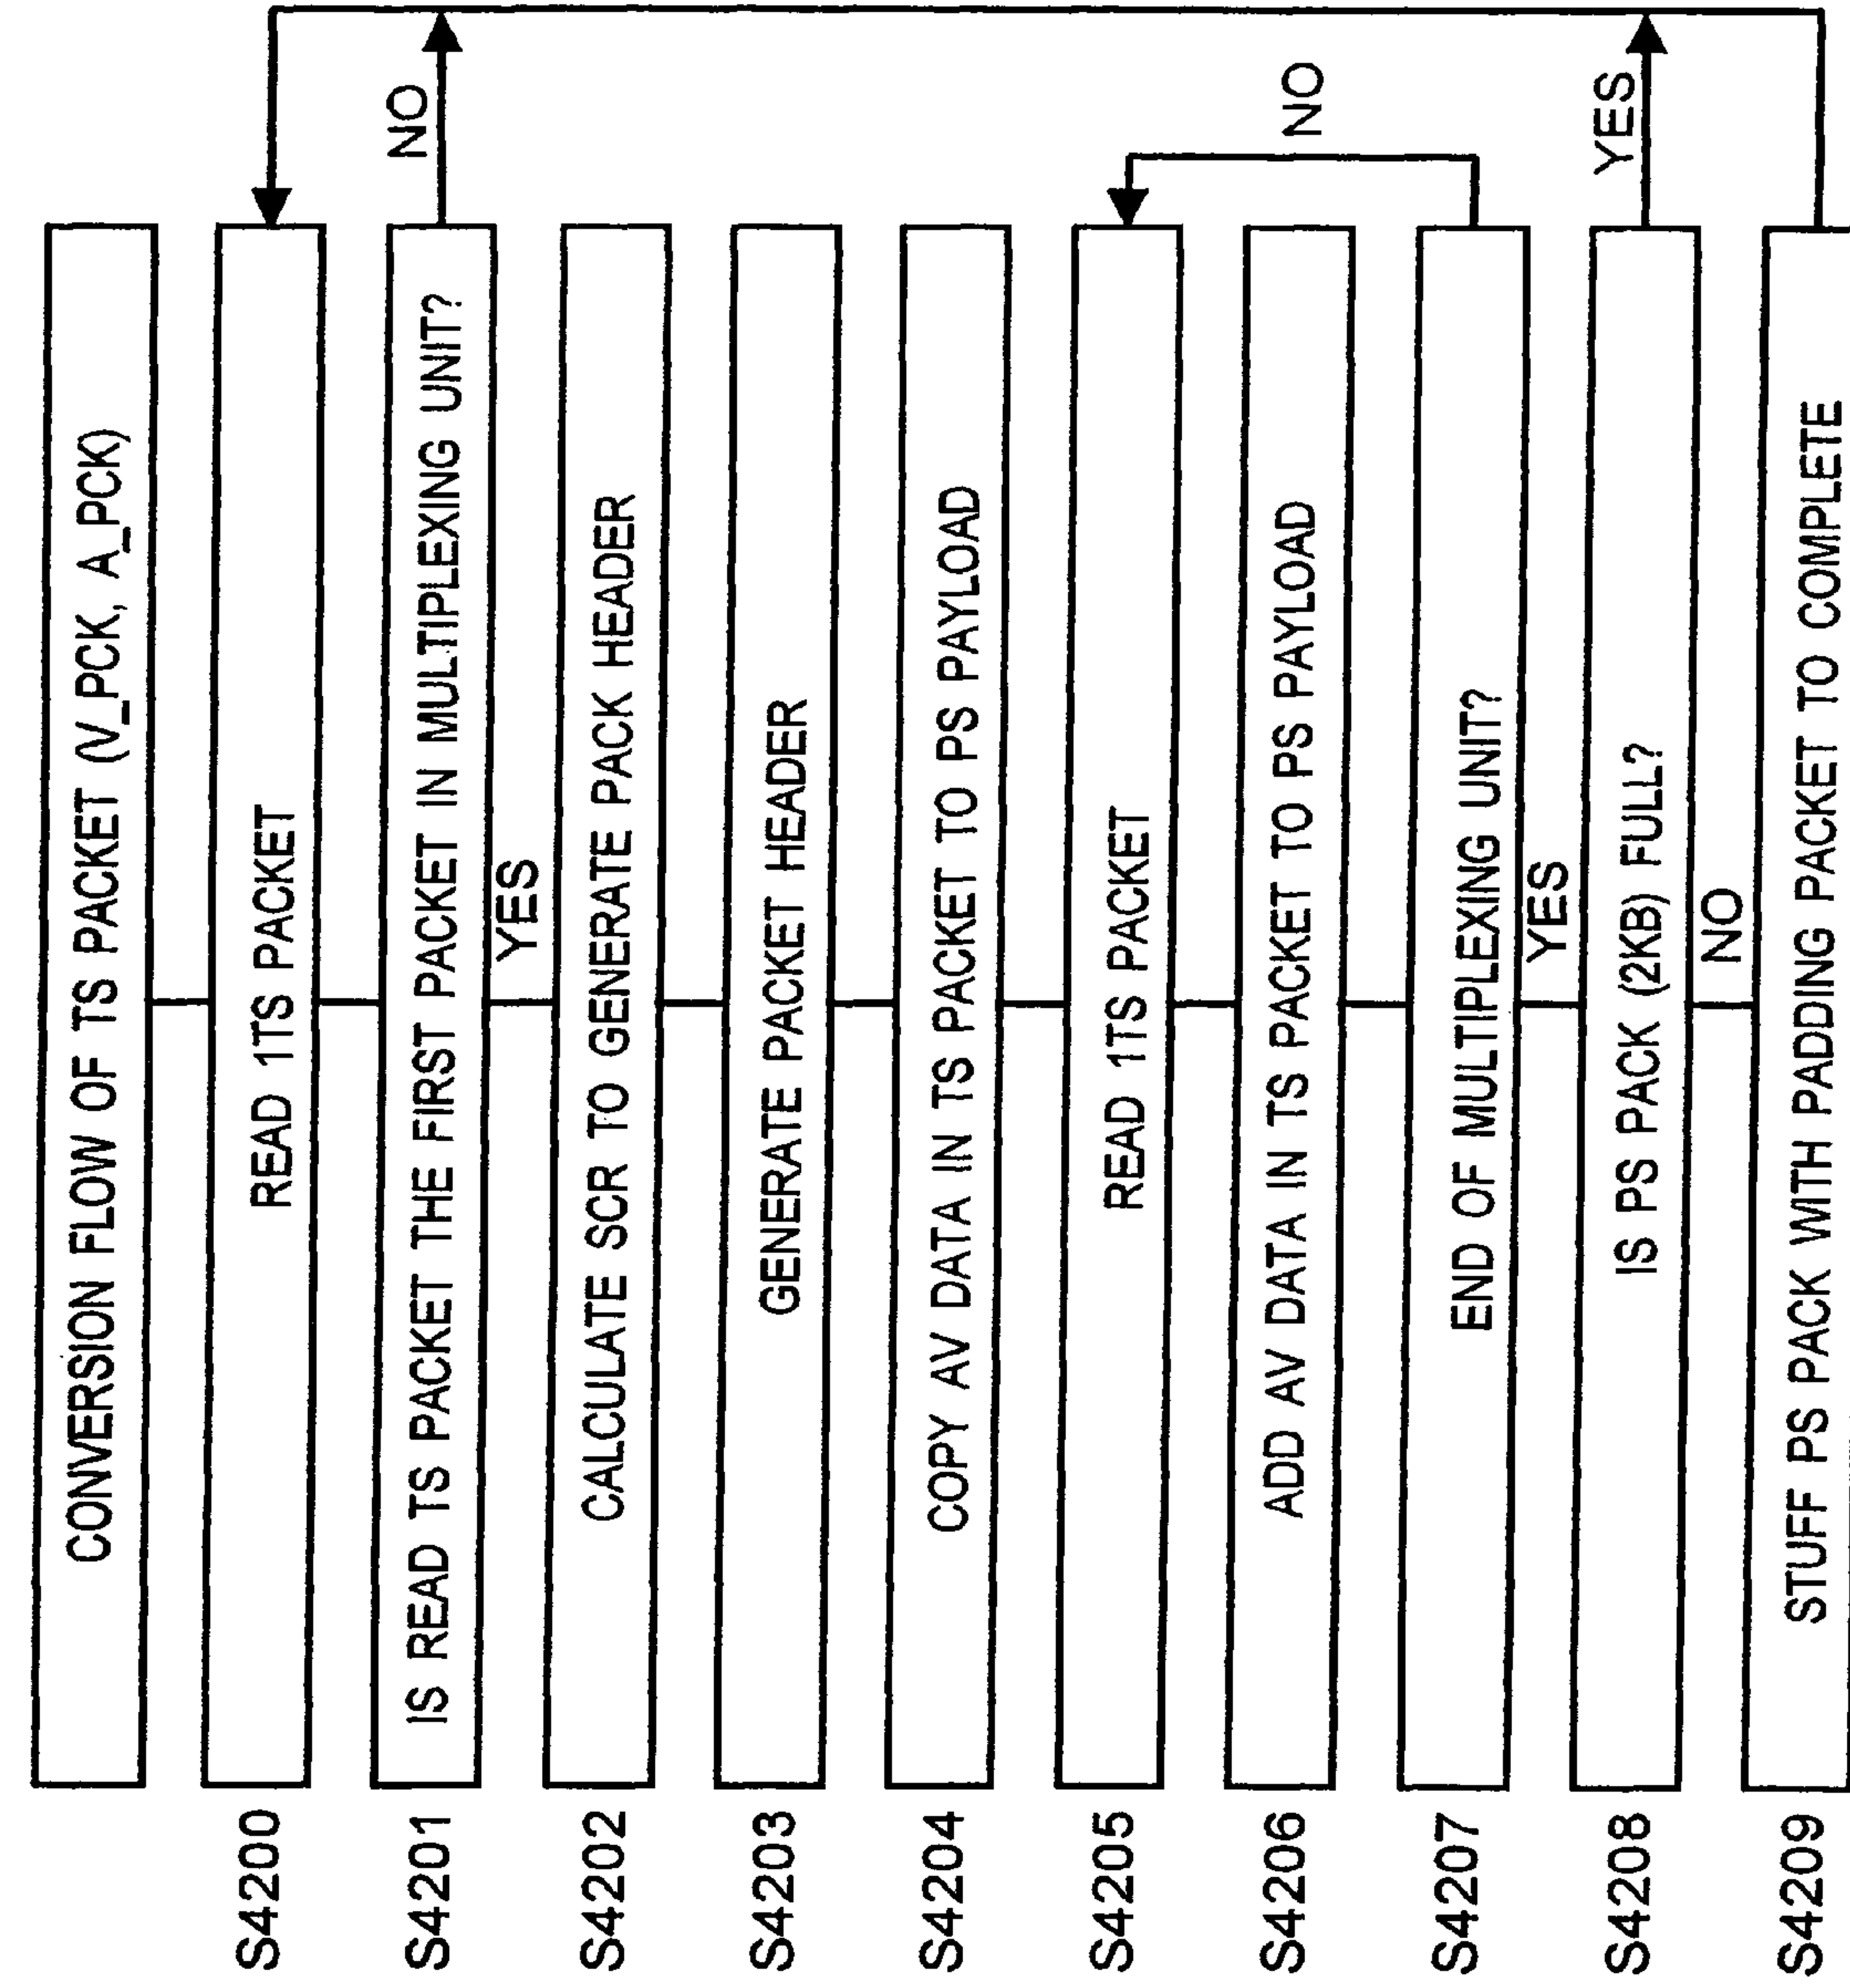 CONVERSION FLOW OF TS PACKET (V_PCK, A_PCK)
S4200
READ 1TS PACKET
S4201
IS READ TS PACKET THE FIRST PACKET IN MULTIPLEXING UNIT?
NO
YES
S4202
CALCULATE SCR TO GENERATE PACK HEADER
S4203
GENERATE PACKET HEADER
S4204
COPY AV DATA IN TS PACKET TO PS PAYLOAD
S4205
READ 1TS PACKET
S4206
ADD AV DATA IN TS PACKET TO PS PAYLOAD
NO
S4207
END OF MULTIPLEXING UNIT?
YES
S4208
IS PS PACK (2KB) FULL?
YES
NO
S4209
STUFF PS PACK WITH PADDING PACKET TO COMPLETE